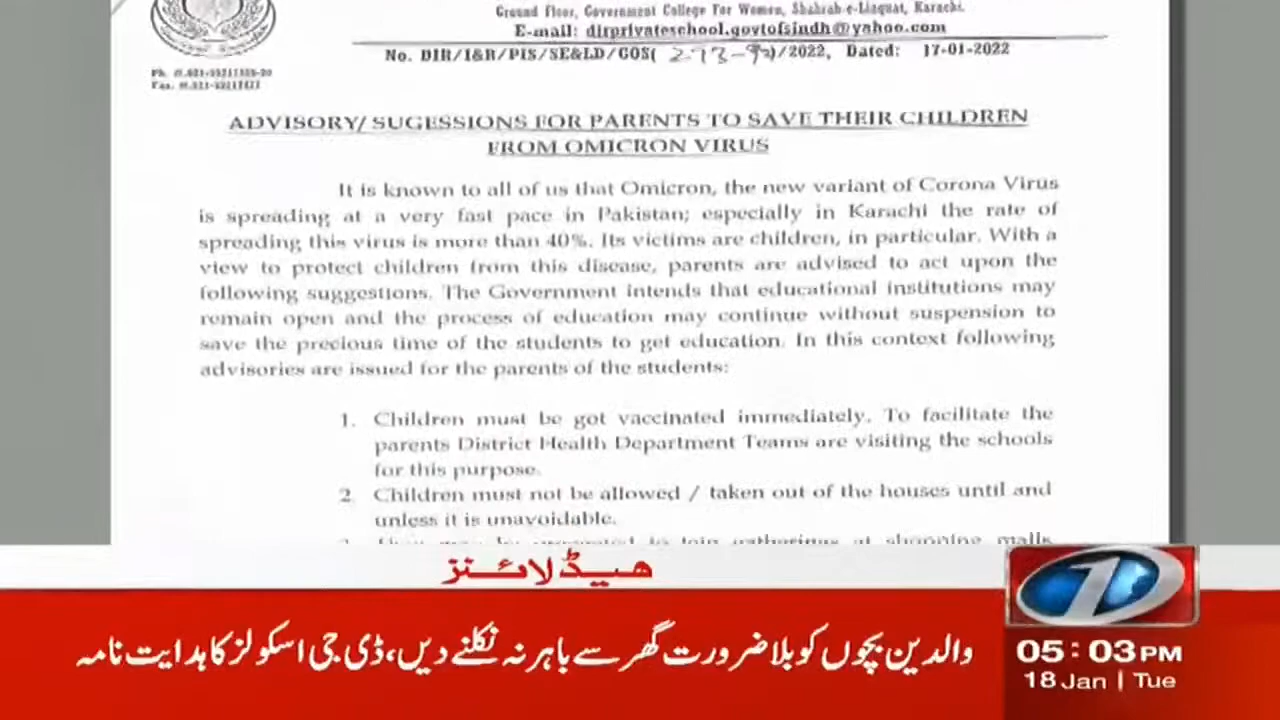 Ground Floor, Government College For Women, Shahrah-e-Liaquat, Karachi.
E-mail: dirprivateschool.govtofsindh@yahoo.com
No. DIR/I&R/PIS/SE&LD/GOS( 273-92)/2022, Dated: 17-01-2022
ADVISORY/ SUGESSIONS FOR PARENTS TO SAVE THEIR CHILDREN
FROM OMICRON VIRUS
It is known to all of us that Omicron, the new variant of Corona Virus
is spreading at a very fast pace in Pakistan; especially in Karachi the rate of
spreading this virus is more than 40%. Its victims are children, in particular. With a
view to protect children from this disease, parents are advised to act upon the
following suggestions. The Government intends that educational institutions may
remain open and the process of education may continue without suspension to
save the precious time of the students to get education. In this context following
advisories are issued for the parents of the students:
1. Children must be got vaccinated immediately. To facilitate the
parents District Health Department Teams are visiting the schools
for this purpose.
2. Children must not be allowed / taken out of the houses until and
unless it is unavoidable.
ہیڈلائنز
والدین بچوں کو بلا ضرورت گھر سے باہر نہ نکلنے دیں، ڈی جی اسکولز کا ہدایت نامہ
1
05:03 PM
18 Jan | Tue